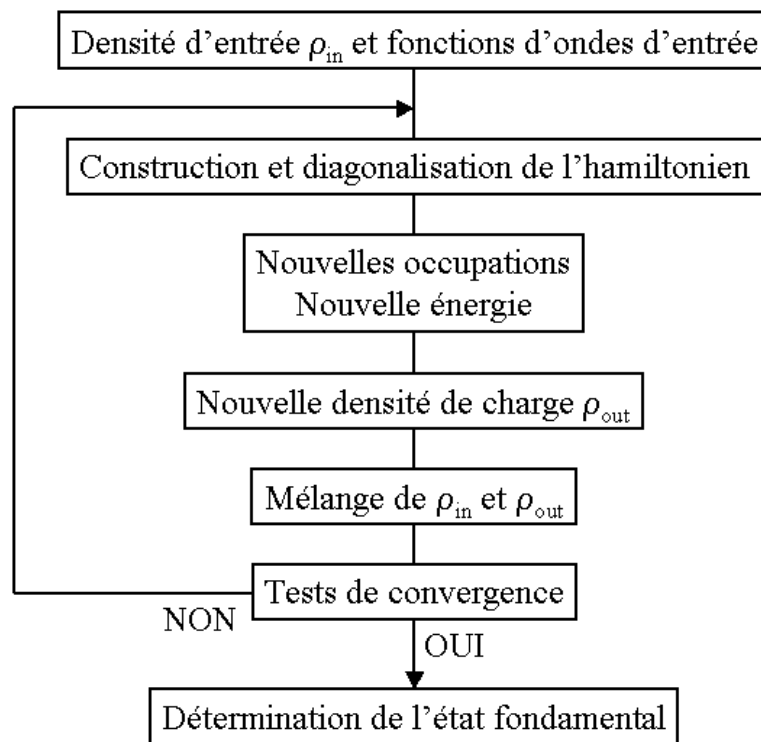 Densité d’entrée ρin et fonctions d’ondes d’entrée
Construction et diagonalisation de l’hamiltonien
Nouvelles occupations
Nouvelle énergie
Nouvelle densité de charge ρout
Mélange de ρin et ρout
Tests de convergence
NON
OUI
Détermination de l’état fondamental